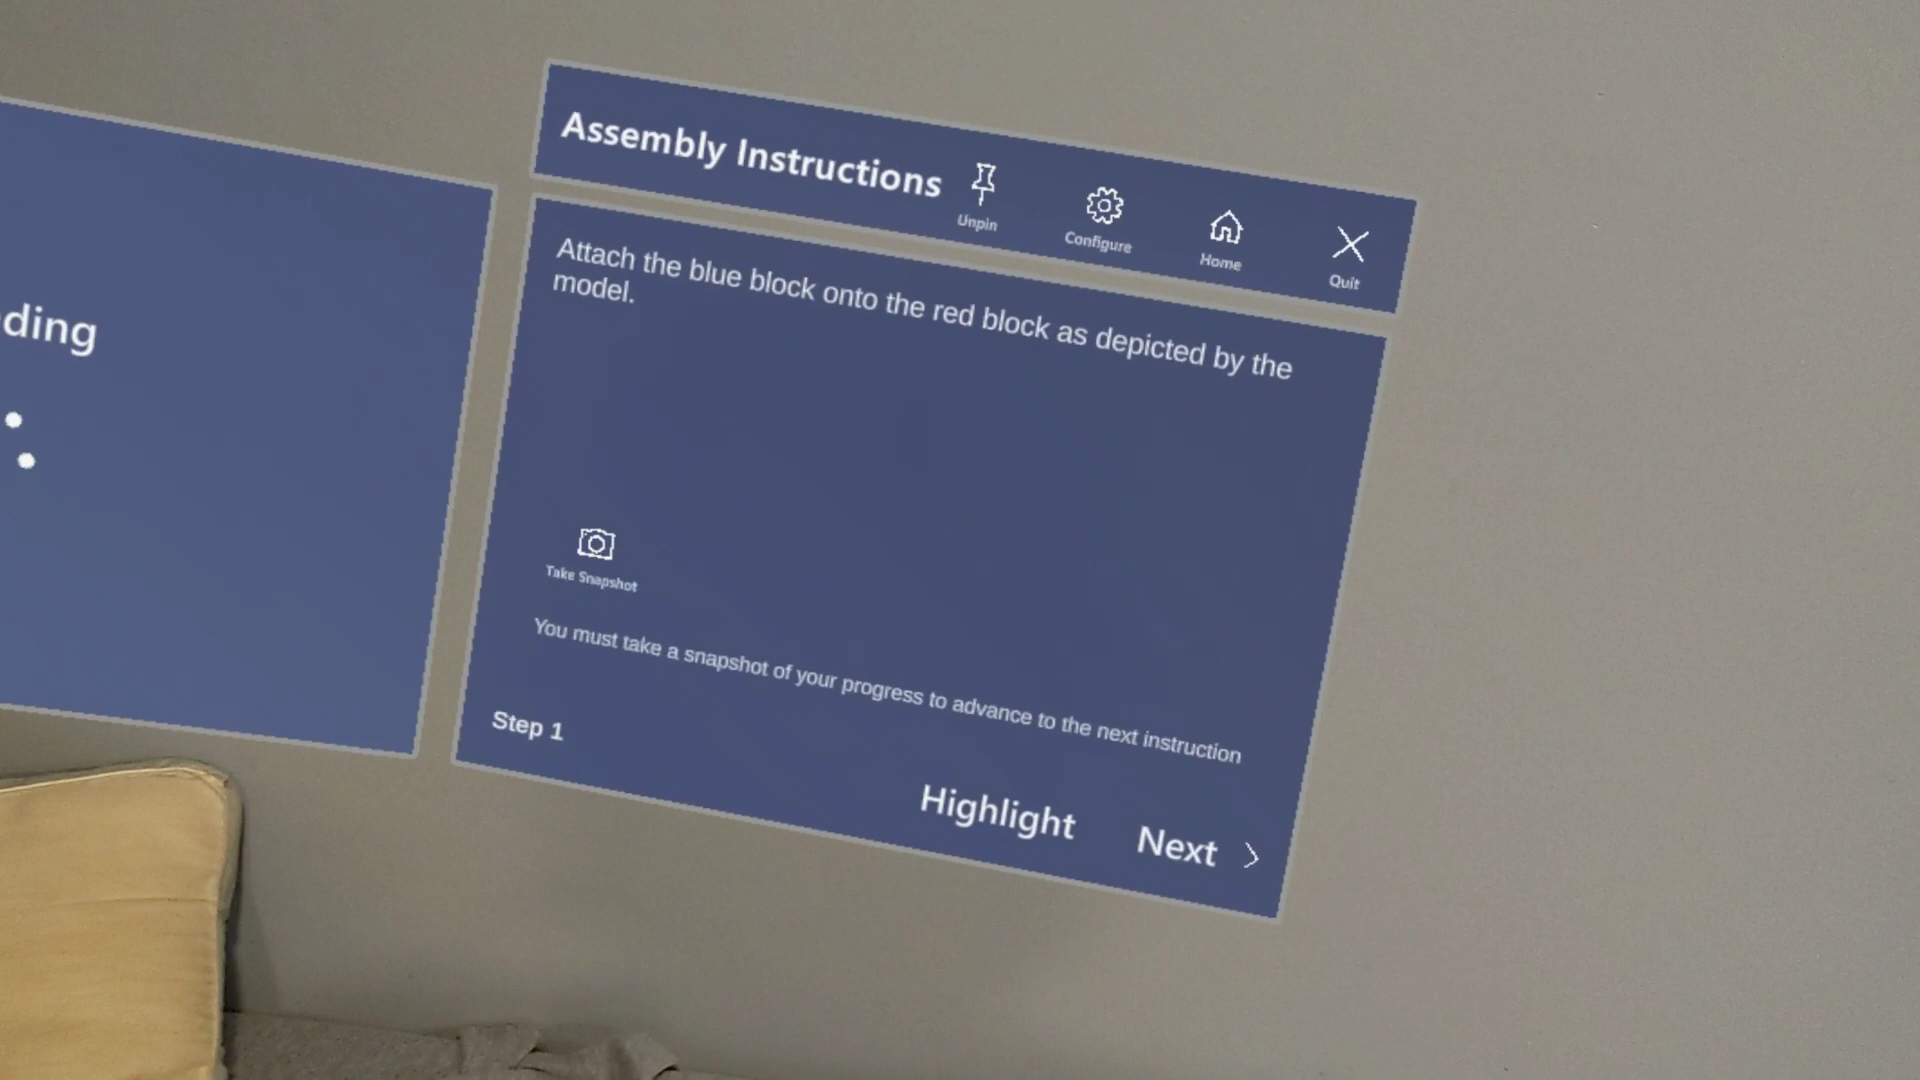 Assembly Instructions
Unpin
Configure
Home
Quit
Attach the blue block onto the red block as depicted by the
model.
Take Snapshot
You must take a snapshot of your progress to advance to the next instruction
Step 1
Highlight
Next